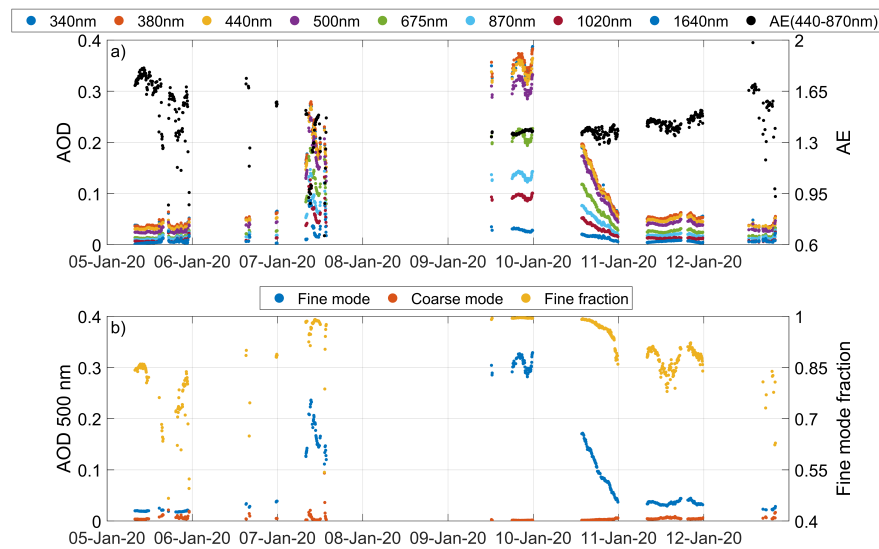 340nm 380nm 440nm 500nm 675nm 870nm 1020nm 1640nm AE(440-870nm)
a)
0.4 2
0.3 1.65
0.2 1.3
0.1 0.95
0 0.6
AOD
AE
05-Jan-20 06-Jan-20 07-Jan-20 08-Jan-20 09-Jan-20 10-Jan-20 11-Jan-20 12-Jan-20
Fine mode Coarse mode Fine fraction
b)
0.4 1
0.3 0.85
0.2 0.7
0.1 0.55
0 0.4
AOD 500 nm
Fine mode fraction
05-Jan-20 06-Jan-20 07-Jan-20 08-Jan-20 09-Jan-20 10-Jan-20 11-Jan-20 12-Jan-20